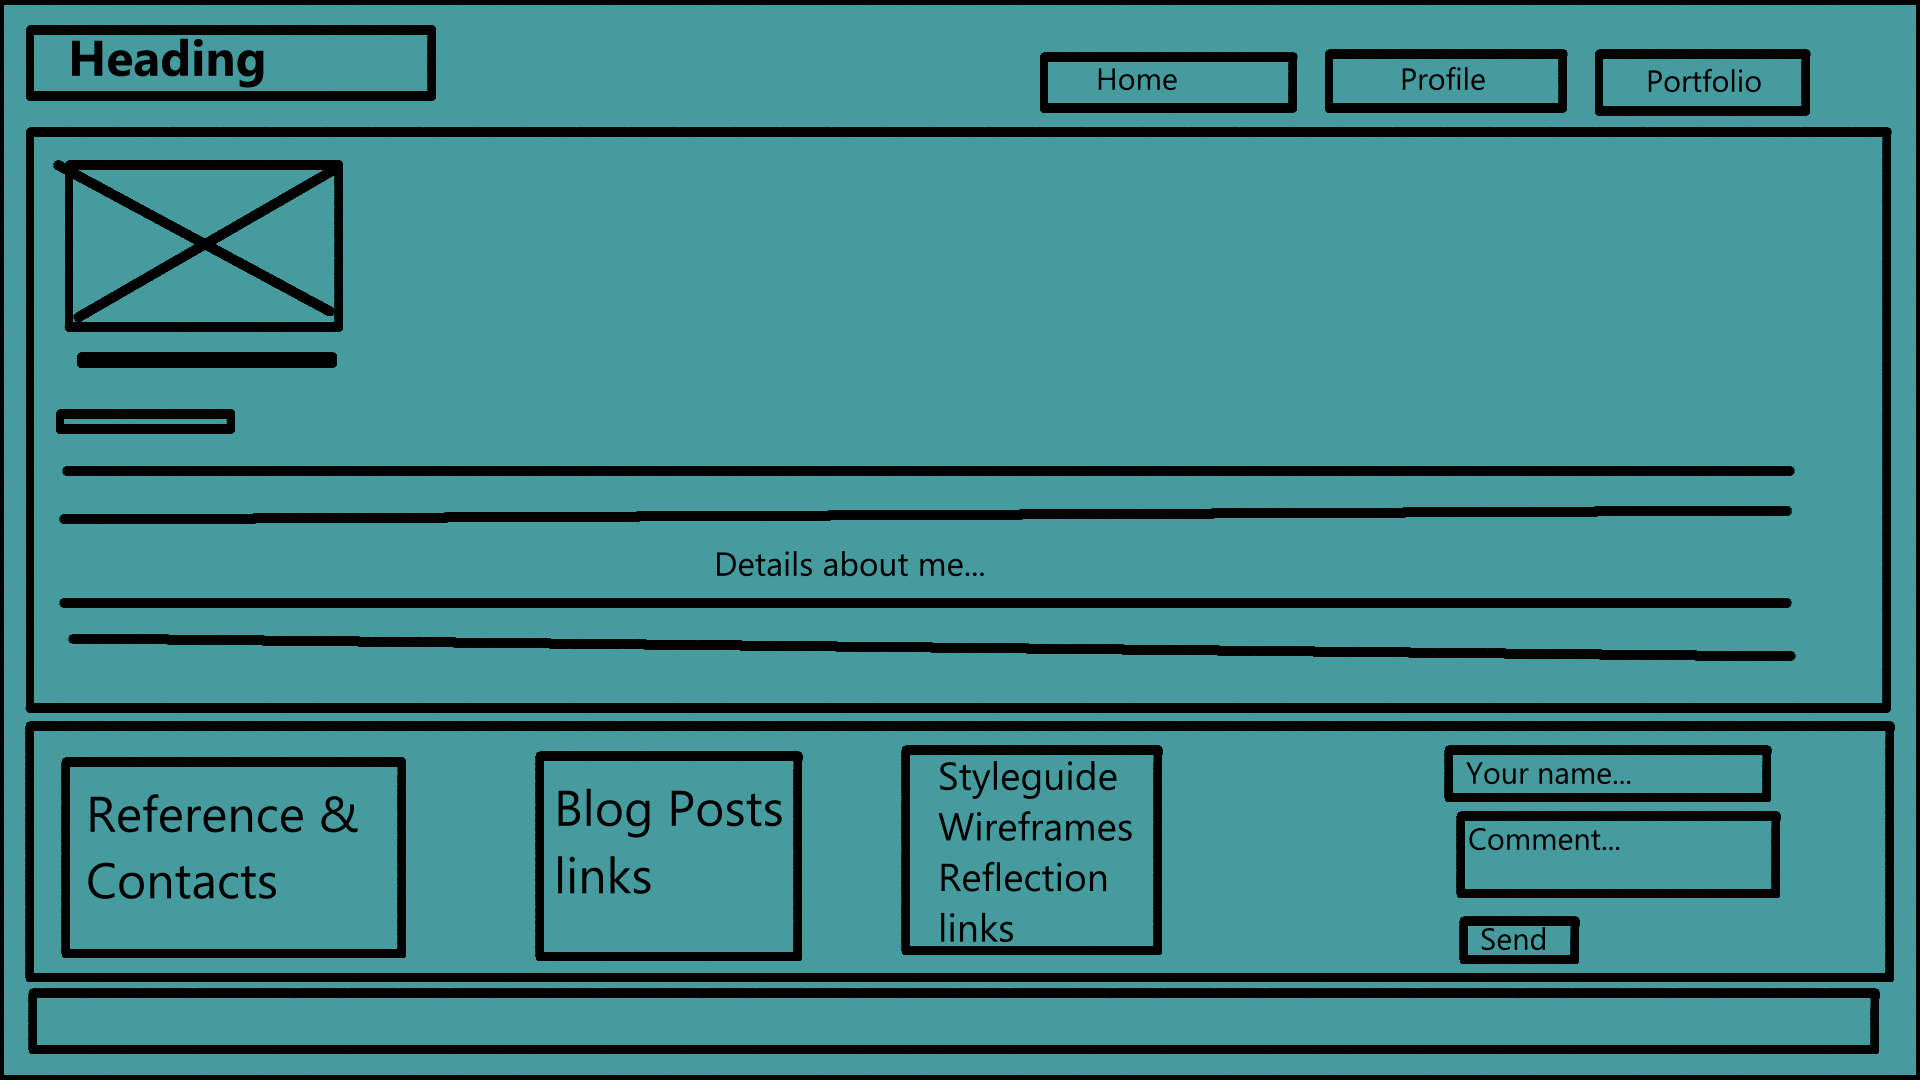 Heading
Home
Profile
Portfolio
Details about me...
Reference &
Contacts
Blog Posts
links
Styleguide
Wireframes
Reflection
links
Your name...
Comment...
Send